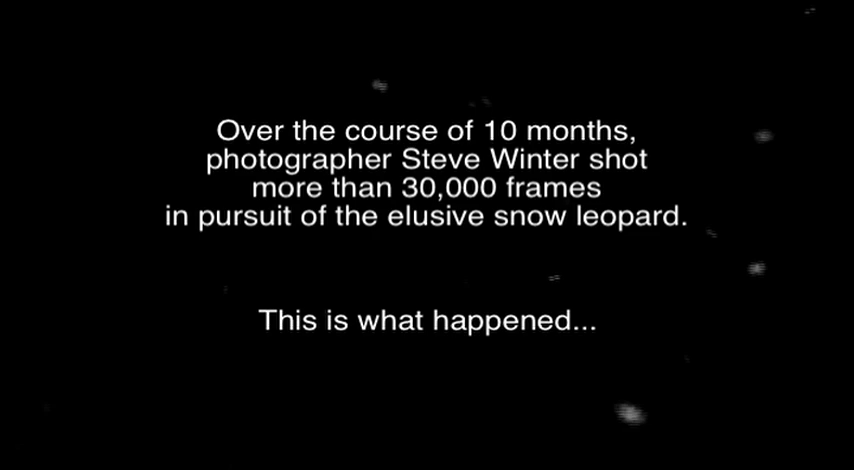 Over the course of 10 months,
photographer Steve Winter shot
more than 30,000 frames
in pursuit of the elusive snow leopard.
This is what happened...